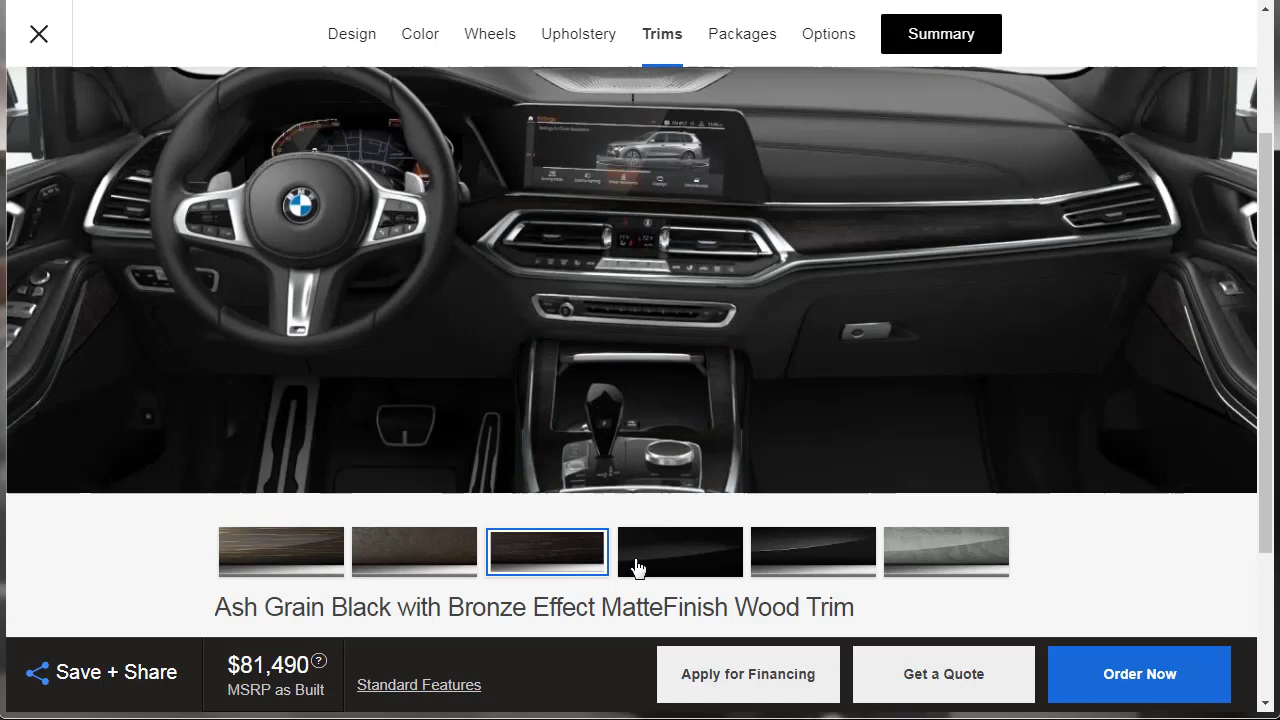 Design
Color
Wheels
Upholstery
Trims
Packages
Options
Summary
Ash Grain Black with Bronze Effect MatteFinish Wood Trim
Save + Share
$81,490
?
MSRP as Built
Standard Features
Apply for Financing
Get a Quote
Order Now